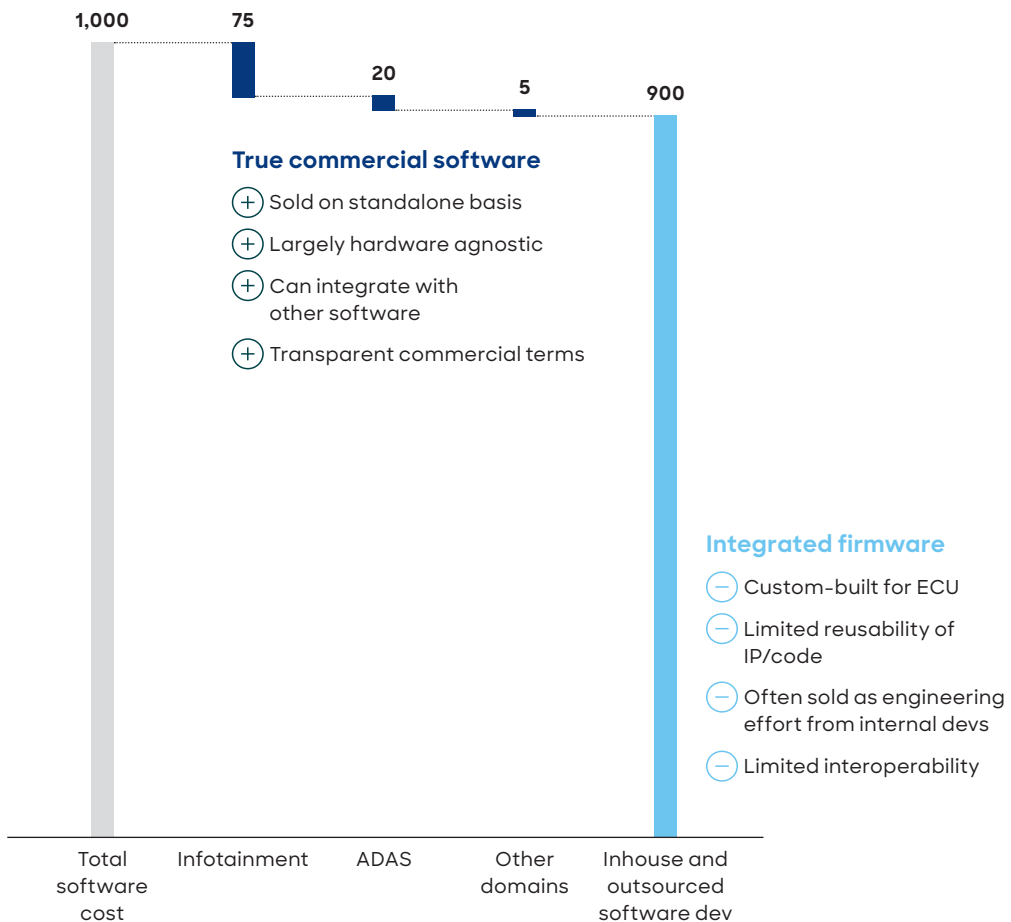 1,000
75
20
5
900
True commercial software
Sold on standalone basis
Largely hardware agnostic
Can integrate with
other software
Transparent commercial terms
Integrated firmware
Custom-built for ECU
Limited reusability of
IP/code
Often sold as engineering
effort from internal devs
Limited interoperability
Total
software
cost
Infotainment
ADAS
Other
domains
Inhouse and
outsourced
software dev